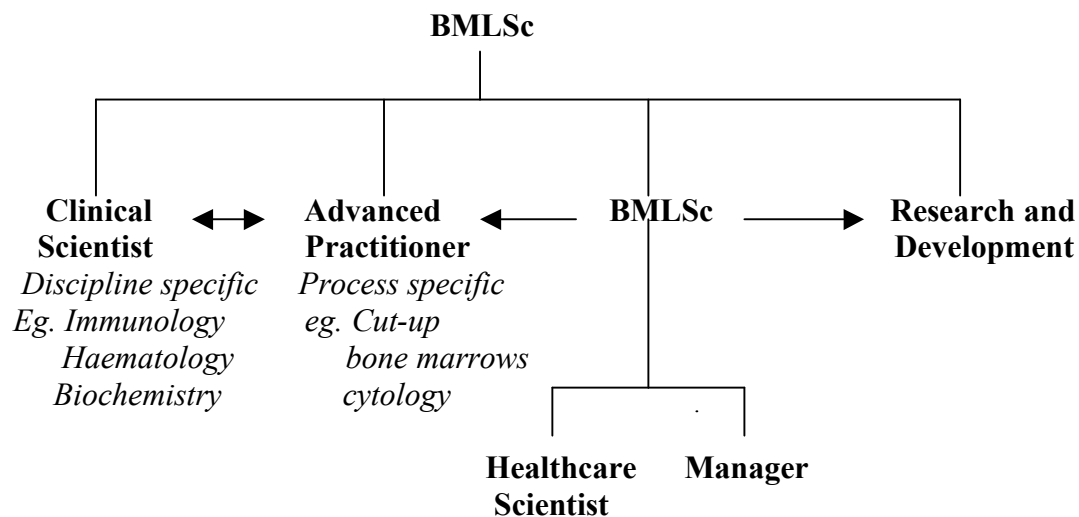 BMLSc
Clinical Scientist
Discipline specific
Eg. Immunology
Haematology
Biochemistry
Advanced Practitioner
Process specific
eg. Cut-up
bone marrows
cytology
BMLSc
Research and Development
Healthcare Scientist
Manager